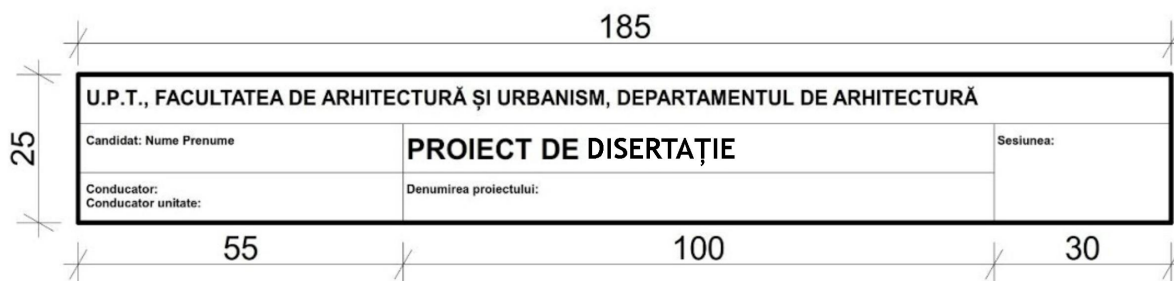 185
25
U.P.T., FACULTATEA DE ARHITECTURĂ ȘI URBANISM, DEPARTAMENTUL DE ARHITECTURĂ
Candidat: Nume Prenume
PROIECT DE DISERTAȚIE
Sesiunea:
Conducator:
Conducator unitate:
Denumirea proiectului:
55
100
30